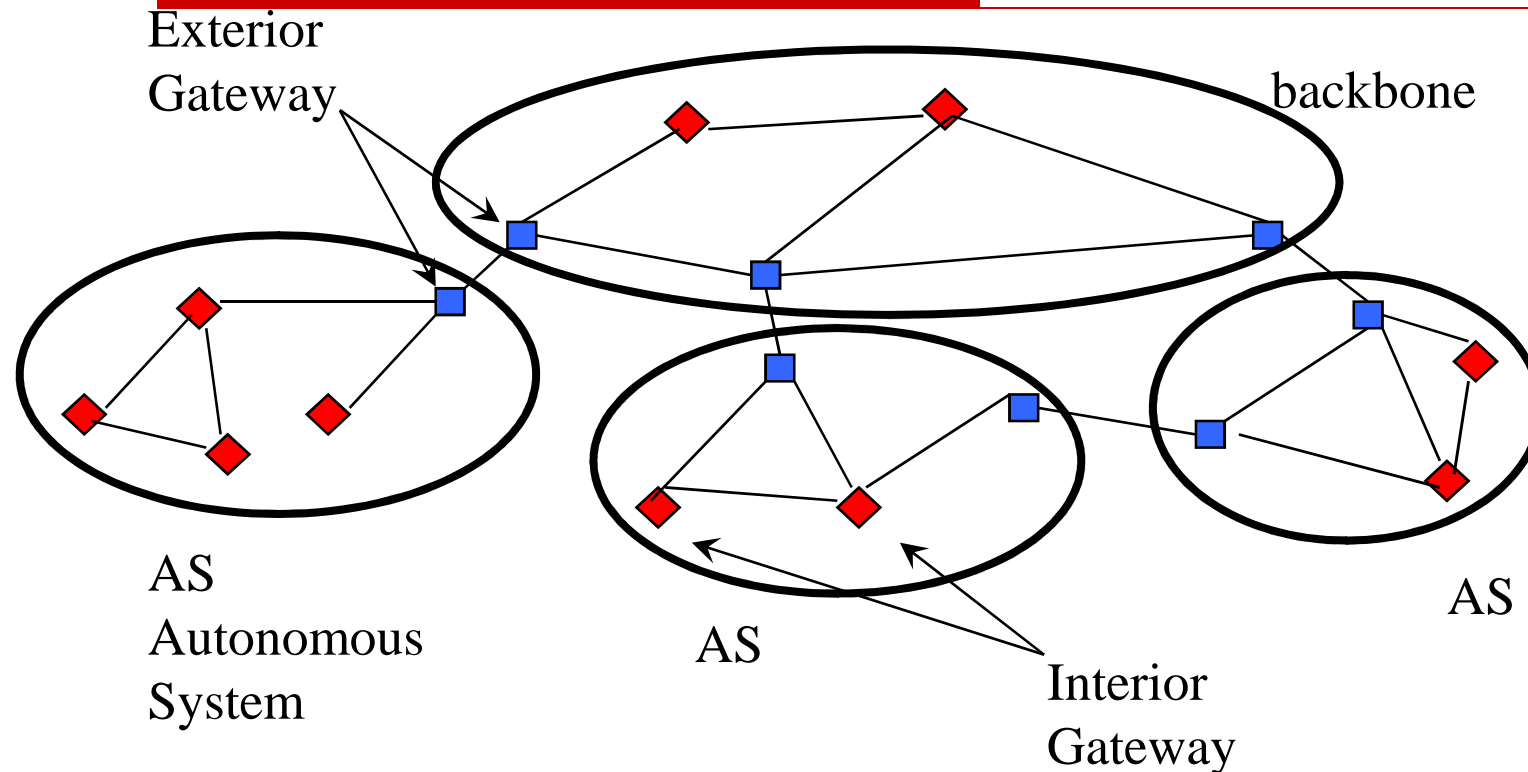 Exterior
Gateway
backbone
AS
Autonomous
System
AS
AS
Interior
Gateway